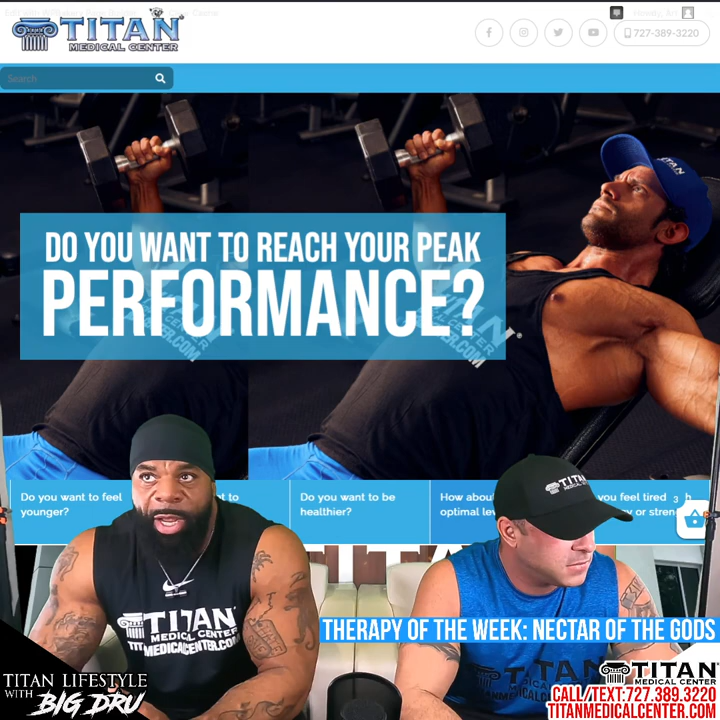 TITAN
MEDICAL CENTER
727-389-3220
Search
TITAN
DO YOU WANT TO REACH YOUR PEAK
PERFORMANCE?
Do you want to feel
younger?
Do you want to be
healthier?
How about
optimal
you feel tired
or
TITAN
MEDICAL CENTER
TITAN
MEDICAL CENTER
TITANMEDICALCENTER.COM
THERAPY OF THE WEEK: NECTAR OF THE GODS
TITAN LIFESTYLE
WITH BIG DRU
TITAN
MEDICAL CENTER
CALL/TEXT:727.389.3220
TITANMEDICALCENTER.COM